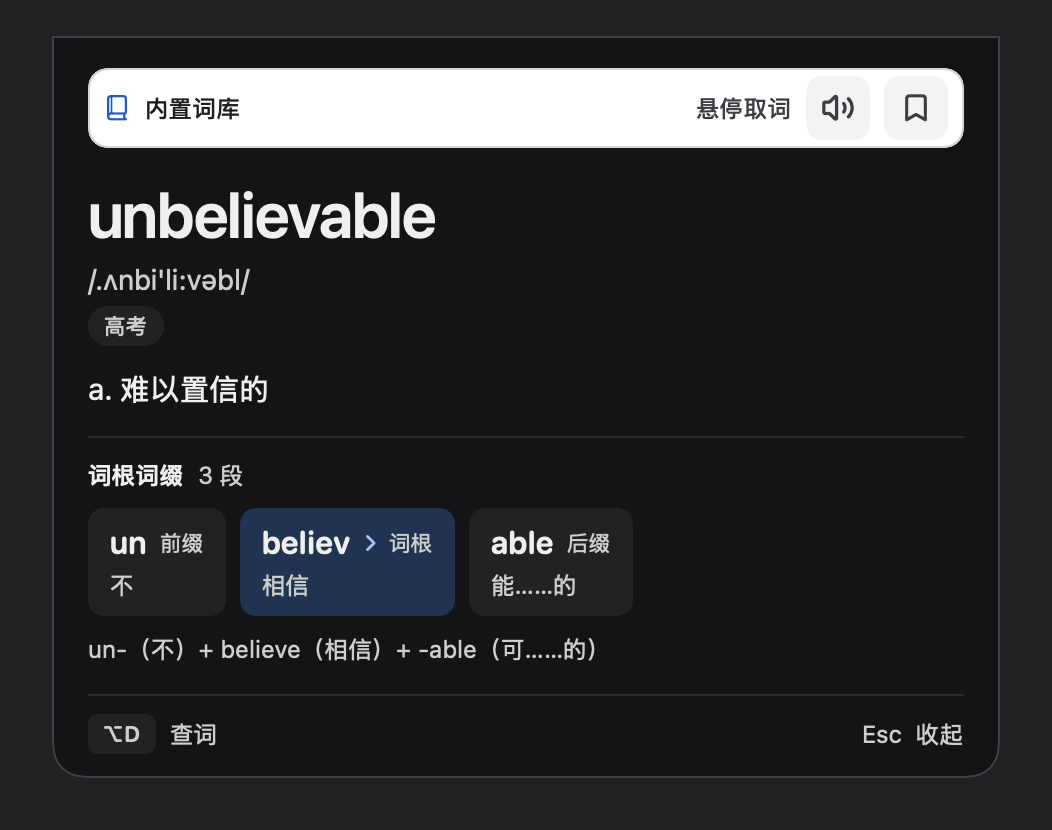 内置词库 悬停取词
unbelievable
/.ʌnbi'li:vəbl/
高考
a. 难以置信的
词根词缀 3 段
un 前缀 believ > 词根 able 后缀
不 相信 能……的
un-（不）+ believe（相信）+ -able（可……的）
⌥D 查词 Esc 收起